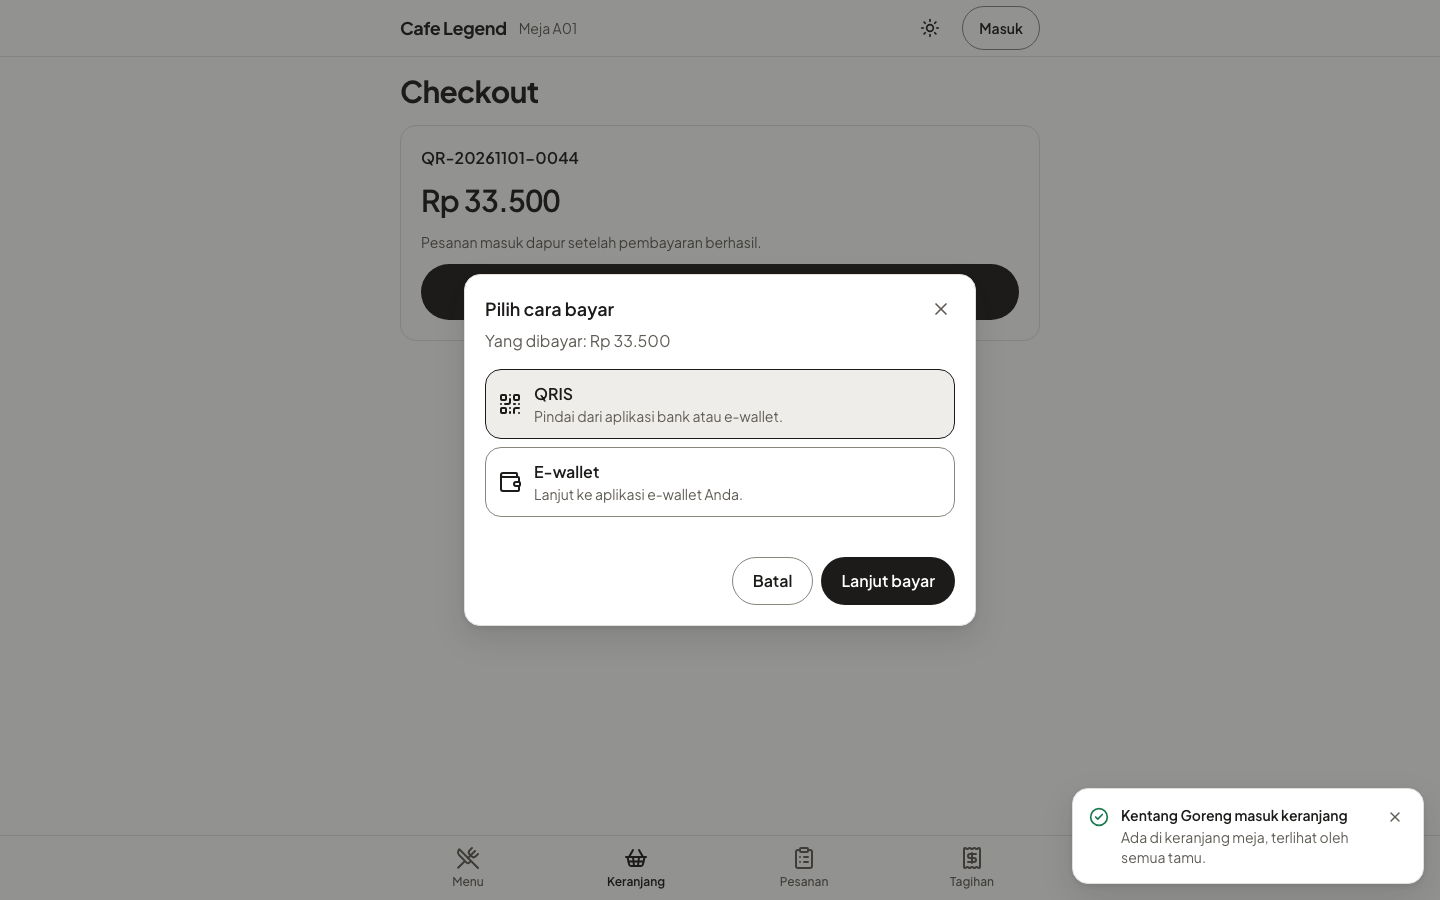 Cafe Legend Meja A01 Masuk
Checkout
QR-20261101-0044
Rp 33.500
Pesanan masuk dapur setelah pembayaran berhasil.
Pilih cara bayar
Yang dibayar: Rp 33.500
QRIS
Pindai dari aplikasi bank atau e-wallet.
E-wallet
Lanjut ke aplikasi e-wallet Anda.
Batal Lanjut bayar
Kentang Goreng masuk keranjang
Ada di keranjang meja, terlihat oleh
semua tamu.
Menu Keranjang Pesanan Tagihan